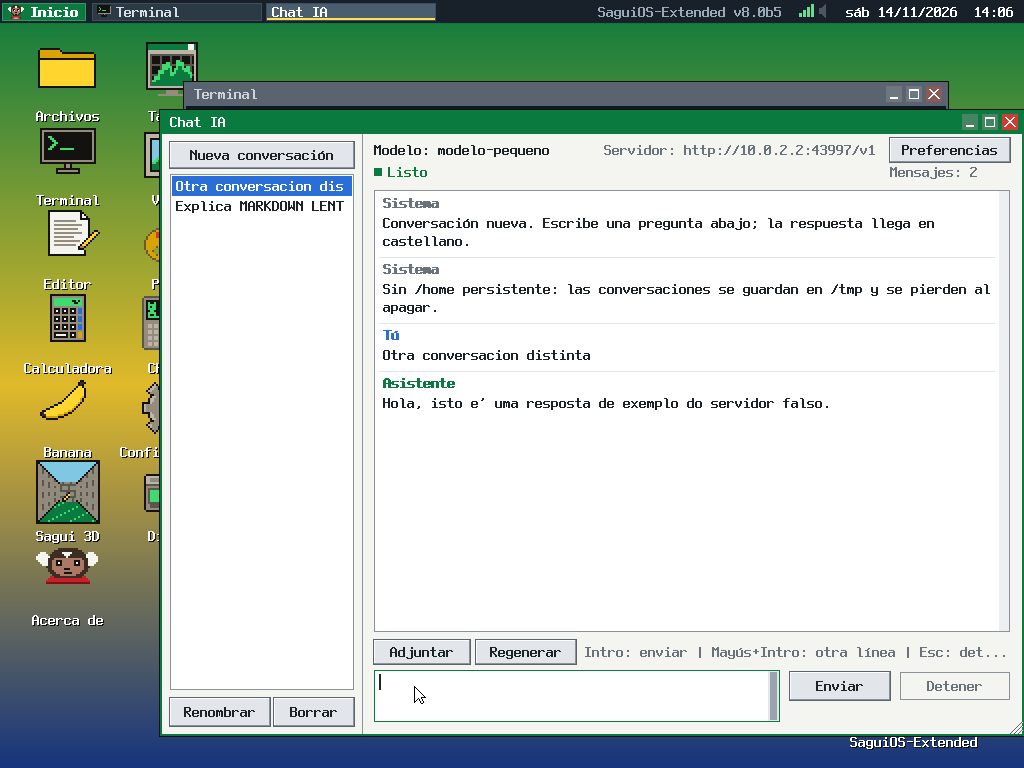 Inicio
Terminal
Chat IA
SaguiOS-Extended v8.0b5
sáb 14/11/2026
14:06
Archivos
Terminal
Editor
Calculadora
Banana
Sagui 3D
Acerca de
Terminal
Chat IA
Nueva conversación
Otra conversacion dis
Explica MARKDOWN LENT
Renombrar
Borrar
Modelo: modelo-pequeno
Servidor: http://10.0.2.2:43997/v1
Preferencias
Listo
Mensajes: 2
Sistema
Conversación nueva. Escribe una pregunta abajo; la respuesta llega en
castellano.
Sistema
Sin /home persistente: las conversaciones se guardan en /tmp y se pierden al
apagar.
Tú
Otra conversacion distinta
Asistente
Hola, isto e’ uma resposta de exemplo do servidor falso.
Adjuntar
Regenerar
Intro: enviar | Mayús+Intro: otra línea | Esc: det...
Enviar
Detener
SaguiOS-Extended